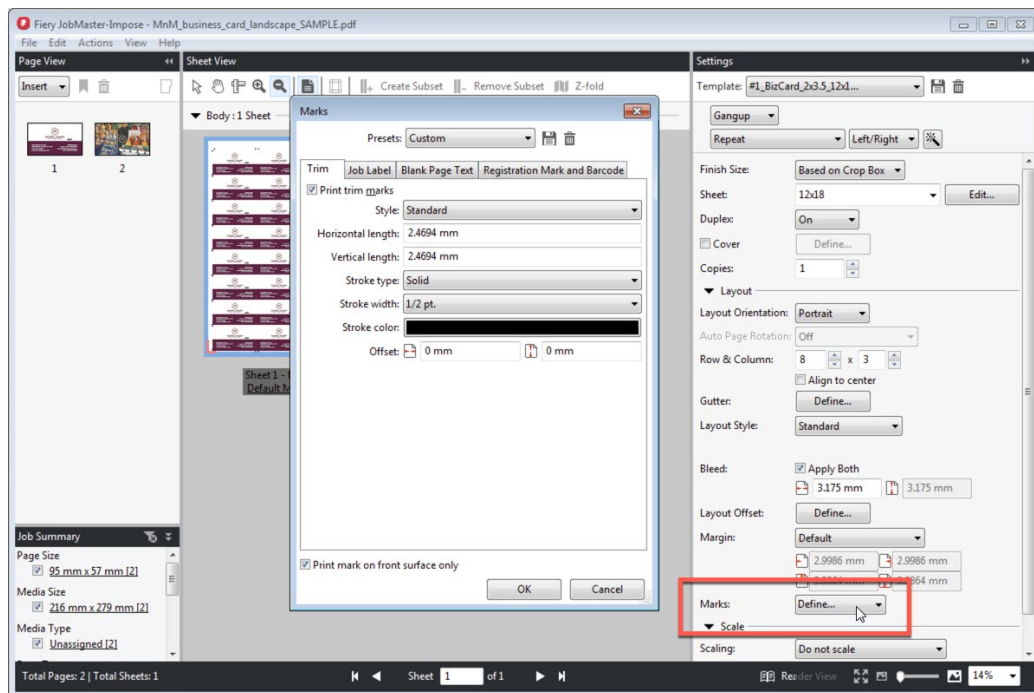 Fiery JobMaster-Impose - MnM_business_card_landscape_SAMPLE.pdf
File Edit Actions View Help
Page View
Insert
1 2
Sheet View
Create Subset Remove Subset Z-fold
Body : 1 Sheet
Sheet 1 -
Default M
Marks
Presets: Custom
Trim Job Label Blank Page Text Registration Mark and Barcode
Print trim marks
Style: Standard
Horizontal length: 2.4694 mm
Vertical length: 2.4694 mm
Stroke type: Solid
Stroke width: 1/2 pt.
Stroke color:
Offset: 0 mm 0 mm
Print mark on front surface only
OK Cancel
Settings
Template: #1_BizCard_2x3.5_12x1...
Gangup
Repeat Left/Right
Finish Size: Based on Crop Box
Sheet: 12x18 Edit...
Duplex: On
Cover Define...
Copies: 1
Layout
Layout Orientation: Portrait
Auto Page Rotation: Off
Row & Column: 8 x 3
Align to center
Gutter: Define...
Layout Style: Standard
Bleed: Apply Both
3.175 mm 3.175 mm
Layout Offset: Define...
Margin: Default
2.9986 mm 2.9986 mm
Marks: Define...
Scale
Scaling: Do not scale
Job Summary
Page Size
95 mm x 57 mm [2]
Media Size
216 mm x 279 mm [2]
Media Type
Unassigned [2]
Total Pages: 2 | Total Sheets: 1 Sheet 1 of 1 Reader View 14%